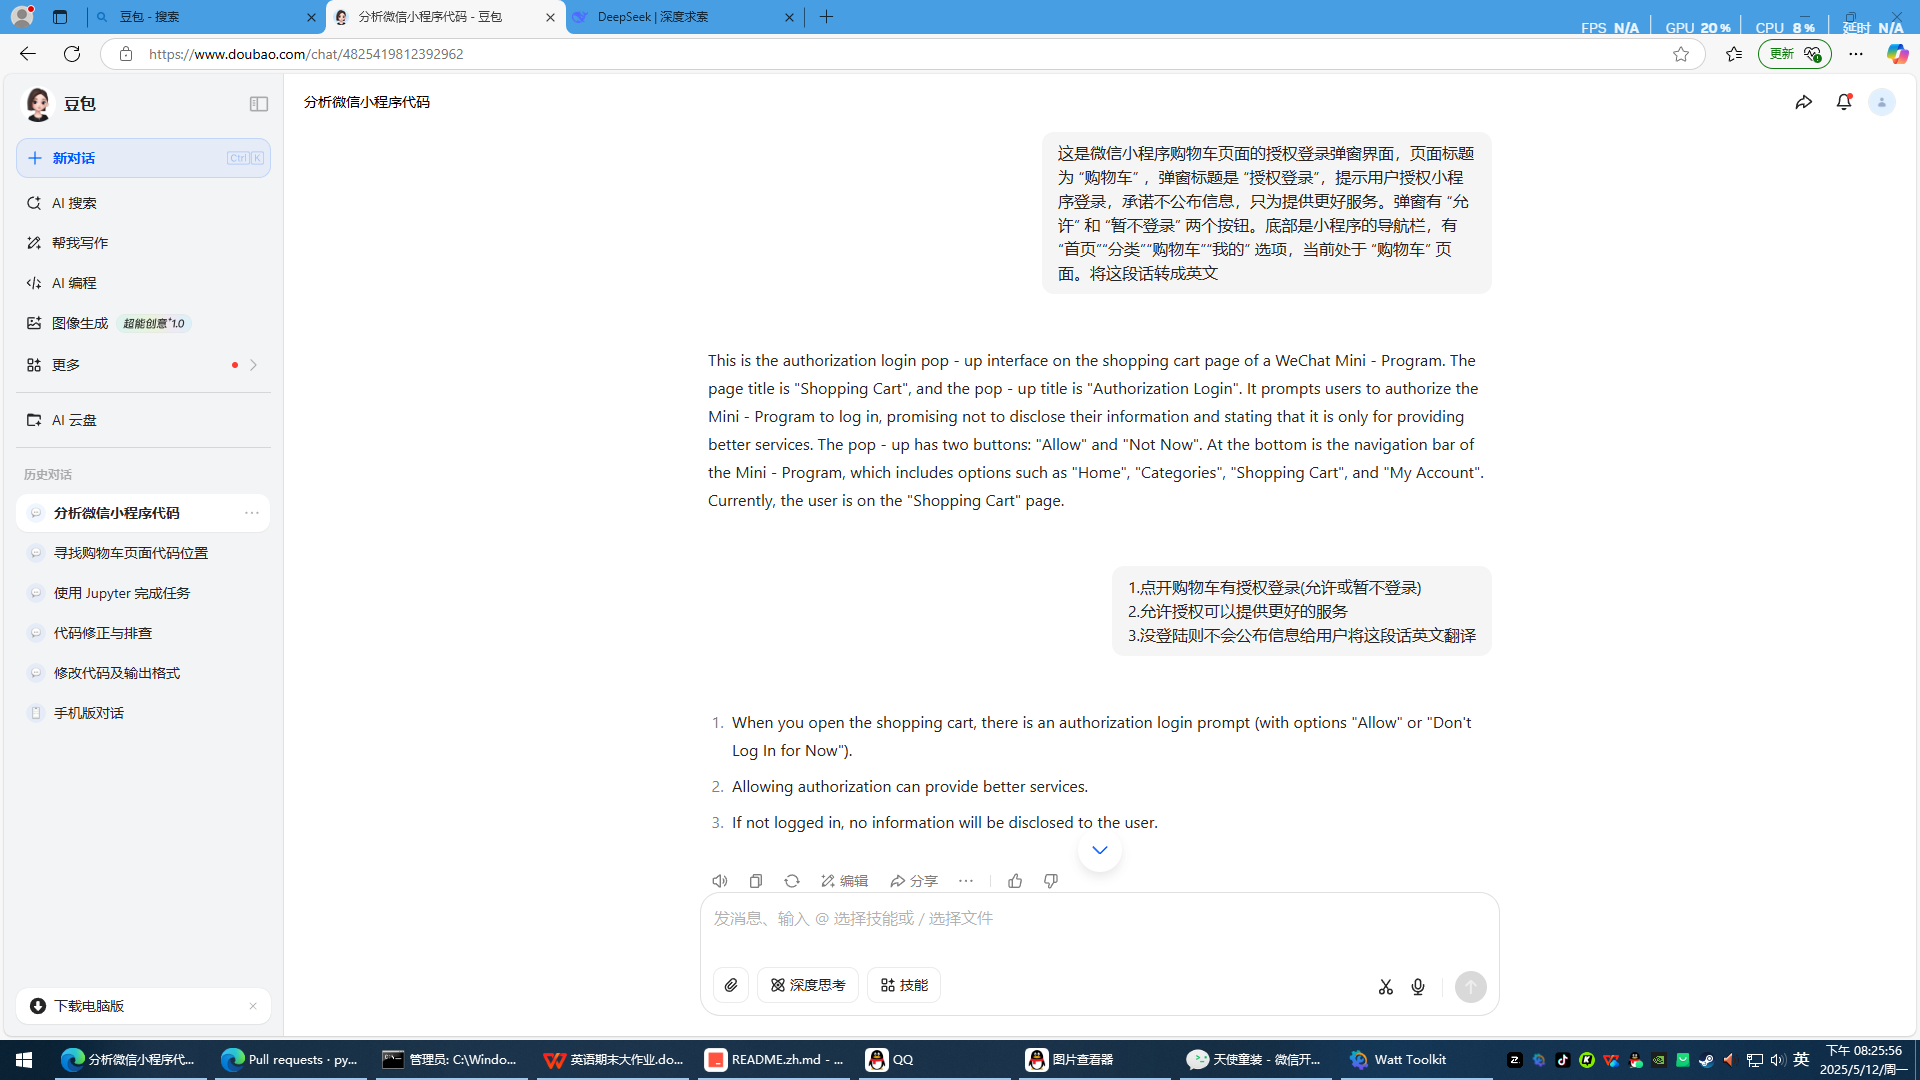 豆包 - 搜索
分析微信小程序代码 - 豆包
DeepSeek | 深度求索
FPS N/A
GPU 20 %
CPU 8 %
延时 N/A
https://www.doubao.com/chat/4825419812392962
更新
豆包
新对话
Ctrl K
AI 搜索
帮我写作
AI 编程
图像生成
超能创意1.0
更多
AI 云盘
历史对话
分析微信小程序代码
寻找购物车页面代码位置
使用 Jupyter 完成任务
代码修正与排查
修改代码及输出格式
手机版对话
下载电脑版
分析微信小程序代码
这是微信小程序购物车页面的授权登录弹窗界面，页面标题
为 “购物车” ，弹窗标题是 “授权登录”，提示用户授权小程
序登录，承诺不公布信息，只为提供更好服务。弹窗有 “允
许” 和 “暂不登录” 两个按钮。底部是小程序的导航栏，有
“首页”“分类”“购物车”“我的” 选项，当前处于 “购物车” 页
面。将这段话转成英文
This is the authorization login pop - up interface on the shopping cart page of a WeChat Mini - Program. The
page title is "Shopping Cart", and the pop - up title is "Authorization Login". It prompts users to authorize the
Mini - Program to log in, promising not to disclose their information and stating that it is only for providing
better services. The pop - up has two buttons: "Allow" and "Not Now". At the bottom is the navigation bar of
the Mini - Program, which includes options such as "Home", "Categories", "Shopping Cart", and "My Account".
Currently, the user is on the "Shopping Cart" page.
1.点开购物车有授权登录(允许或暂不登录)
2.允许授权可以提供更好的服务
3.没登陆则不会公布信息给用户将这段话英文翻译
1. When you open the shopping cart, there is an authorization login prompt (with options "Allow" or "Don't
Log In for Now").
2. Allowing authorization can provide better services.
3. If not logged in, no information will be disclosed to the user.
编辑
分享
发消息、输入 @ 选择技能或 / 选择文件
深度思考
技能
分析微信小程序代...
Pull requests · py...
管理员: C:\Windo...
英语期末大作业.do...
README.zh.md - ...
QQ
图片查看器
天使童装 - 微信开...
Watt Toolkit
英
下午 08:25:56
2025/5/12/周一